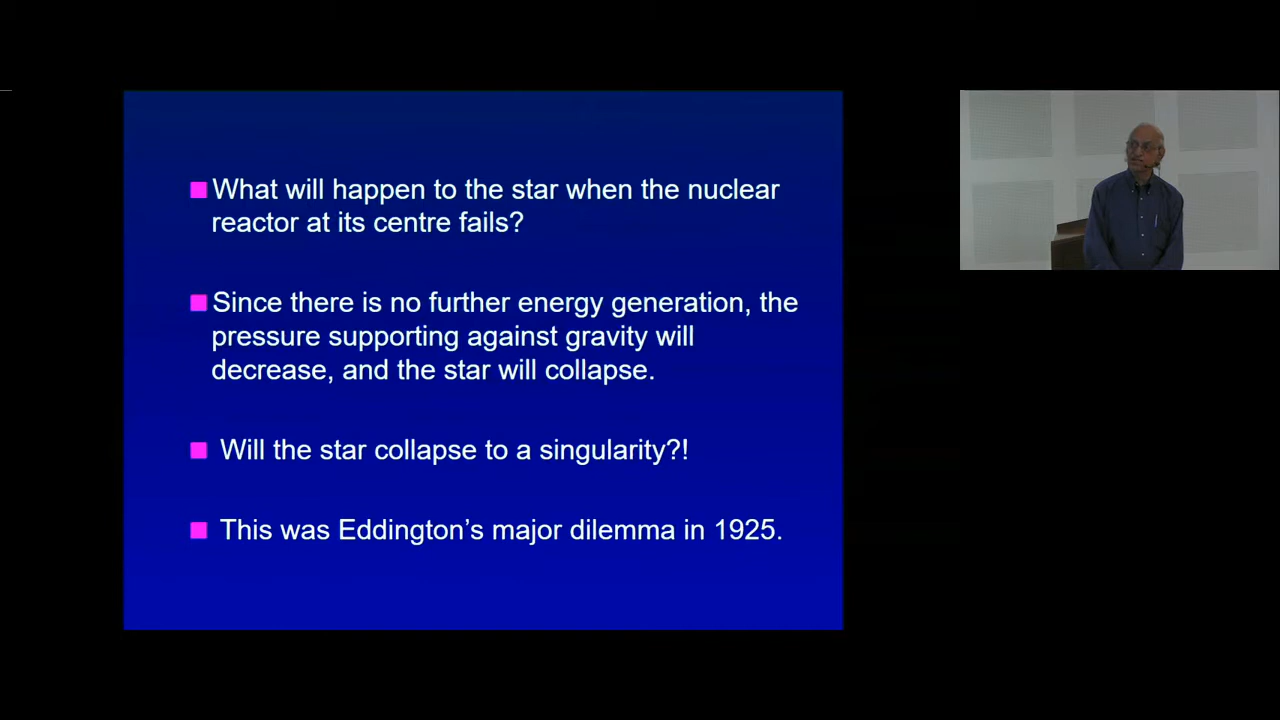 What will happen to the star when the nuclear
reactor at its centre fails?
Since there is no further energy generation, the
pressure supporting against gravity will
decrease, and the star will collapse.
Will the star collapse to a singularity?!
This was Eddington’s major dilemma in 1925.